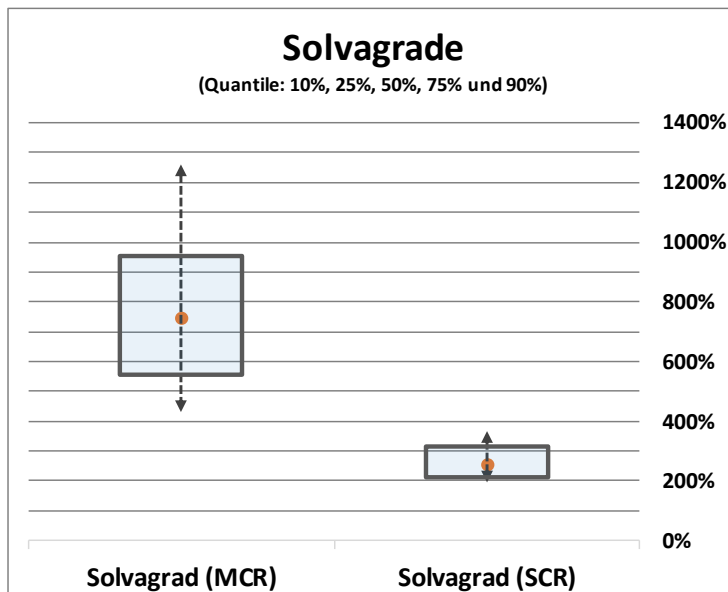 Solvagrade
(Quantile: 10%, 25%, 50%, 75% und 90%)
1400%
1200%
1000%
800%
600%
400%
200%
0%
Solvagrad (MCR)
Solvagrad (SCR)